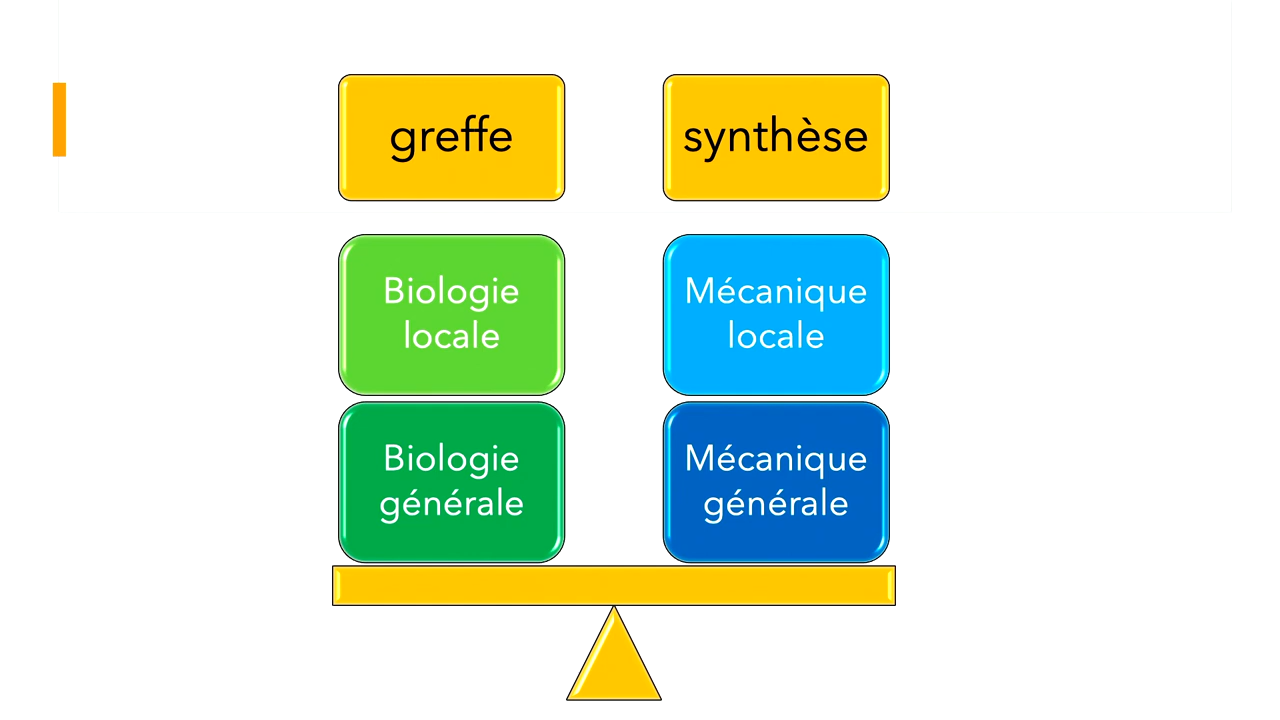 greffe
synthèse
Biologie
locale
Mécanique
locale
Biologie
générale
Mécanique
générale